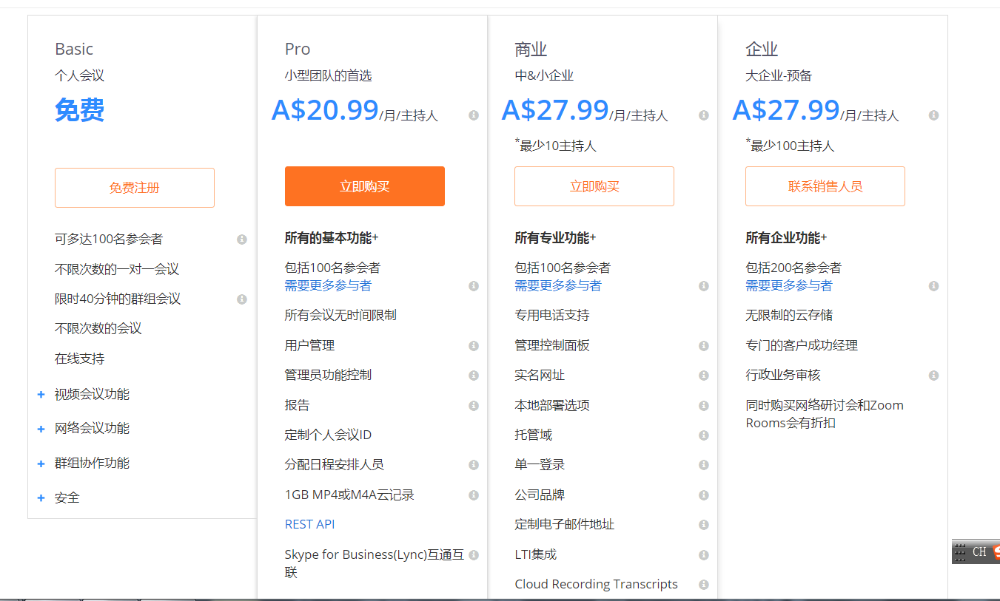 Basic
个人会议
免费
免费注册
可多达100名参会者
不限次数的一对一会议
限时40分钟的群组会议
不限次数的会议
在线支持
+ 视频会议功能
+ 网络会议功能
+ 群组协作功能
+ 安全
Pro
小型团队的首选
A$20.99/月/主持人
立即购买
所有的基本功能+
包括100名参会者
需要更多参与者
所有会议无时间限制
用户管理
管理员功能控制
报告
定制个人会议ID
分配日程安排人员
1GB MP4或M4A云记录
REST API
Skype for Business(Lync)互通互
联
商业
中&小企业
A$27.99/月/主持人
*最少10主持人
立即购买
所有专业功能+
包括100名参会者
需要更多参与者
专用电话支持
管理控制面板
实名网址
本地部署选项
托管域
单一登录
公司品牌
定制电子邮件地址
LTI集成
Cloud Recording Transcripts
企业
大企业-预备
A$27.99/月/主持人
*最少100主持人
联系销售人员
所有企业功能+
包括200名参会者
需要更多参与者
无限制的云存储
专门的客户成功经理
行政业务审核
同时购买网络研讨会和Zoom
Rooms会有折扣
CH